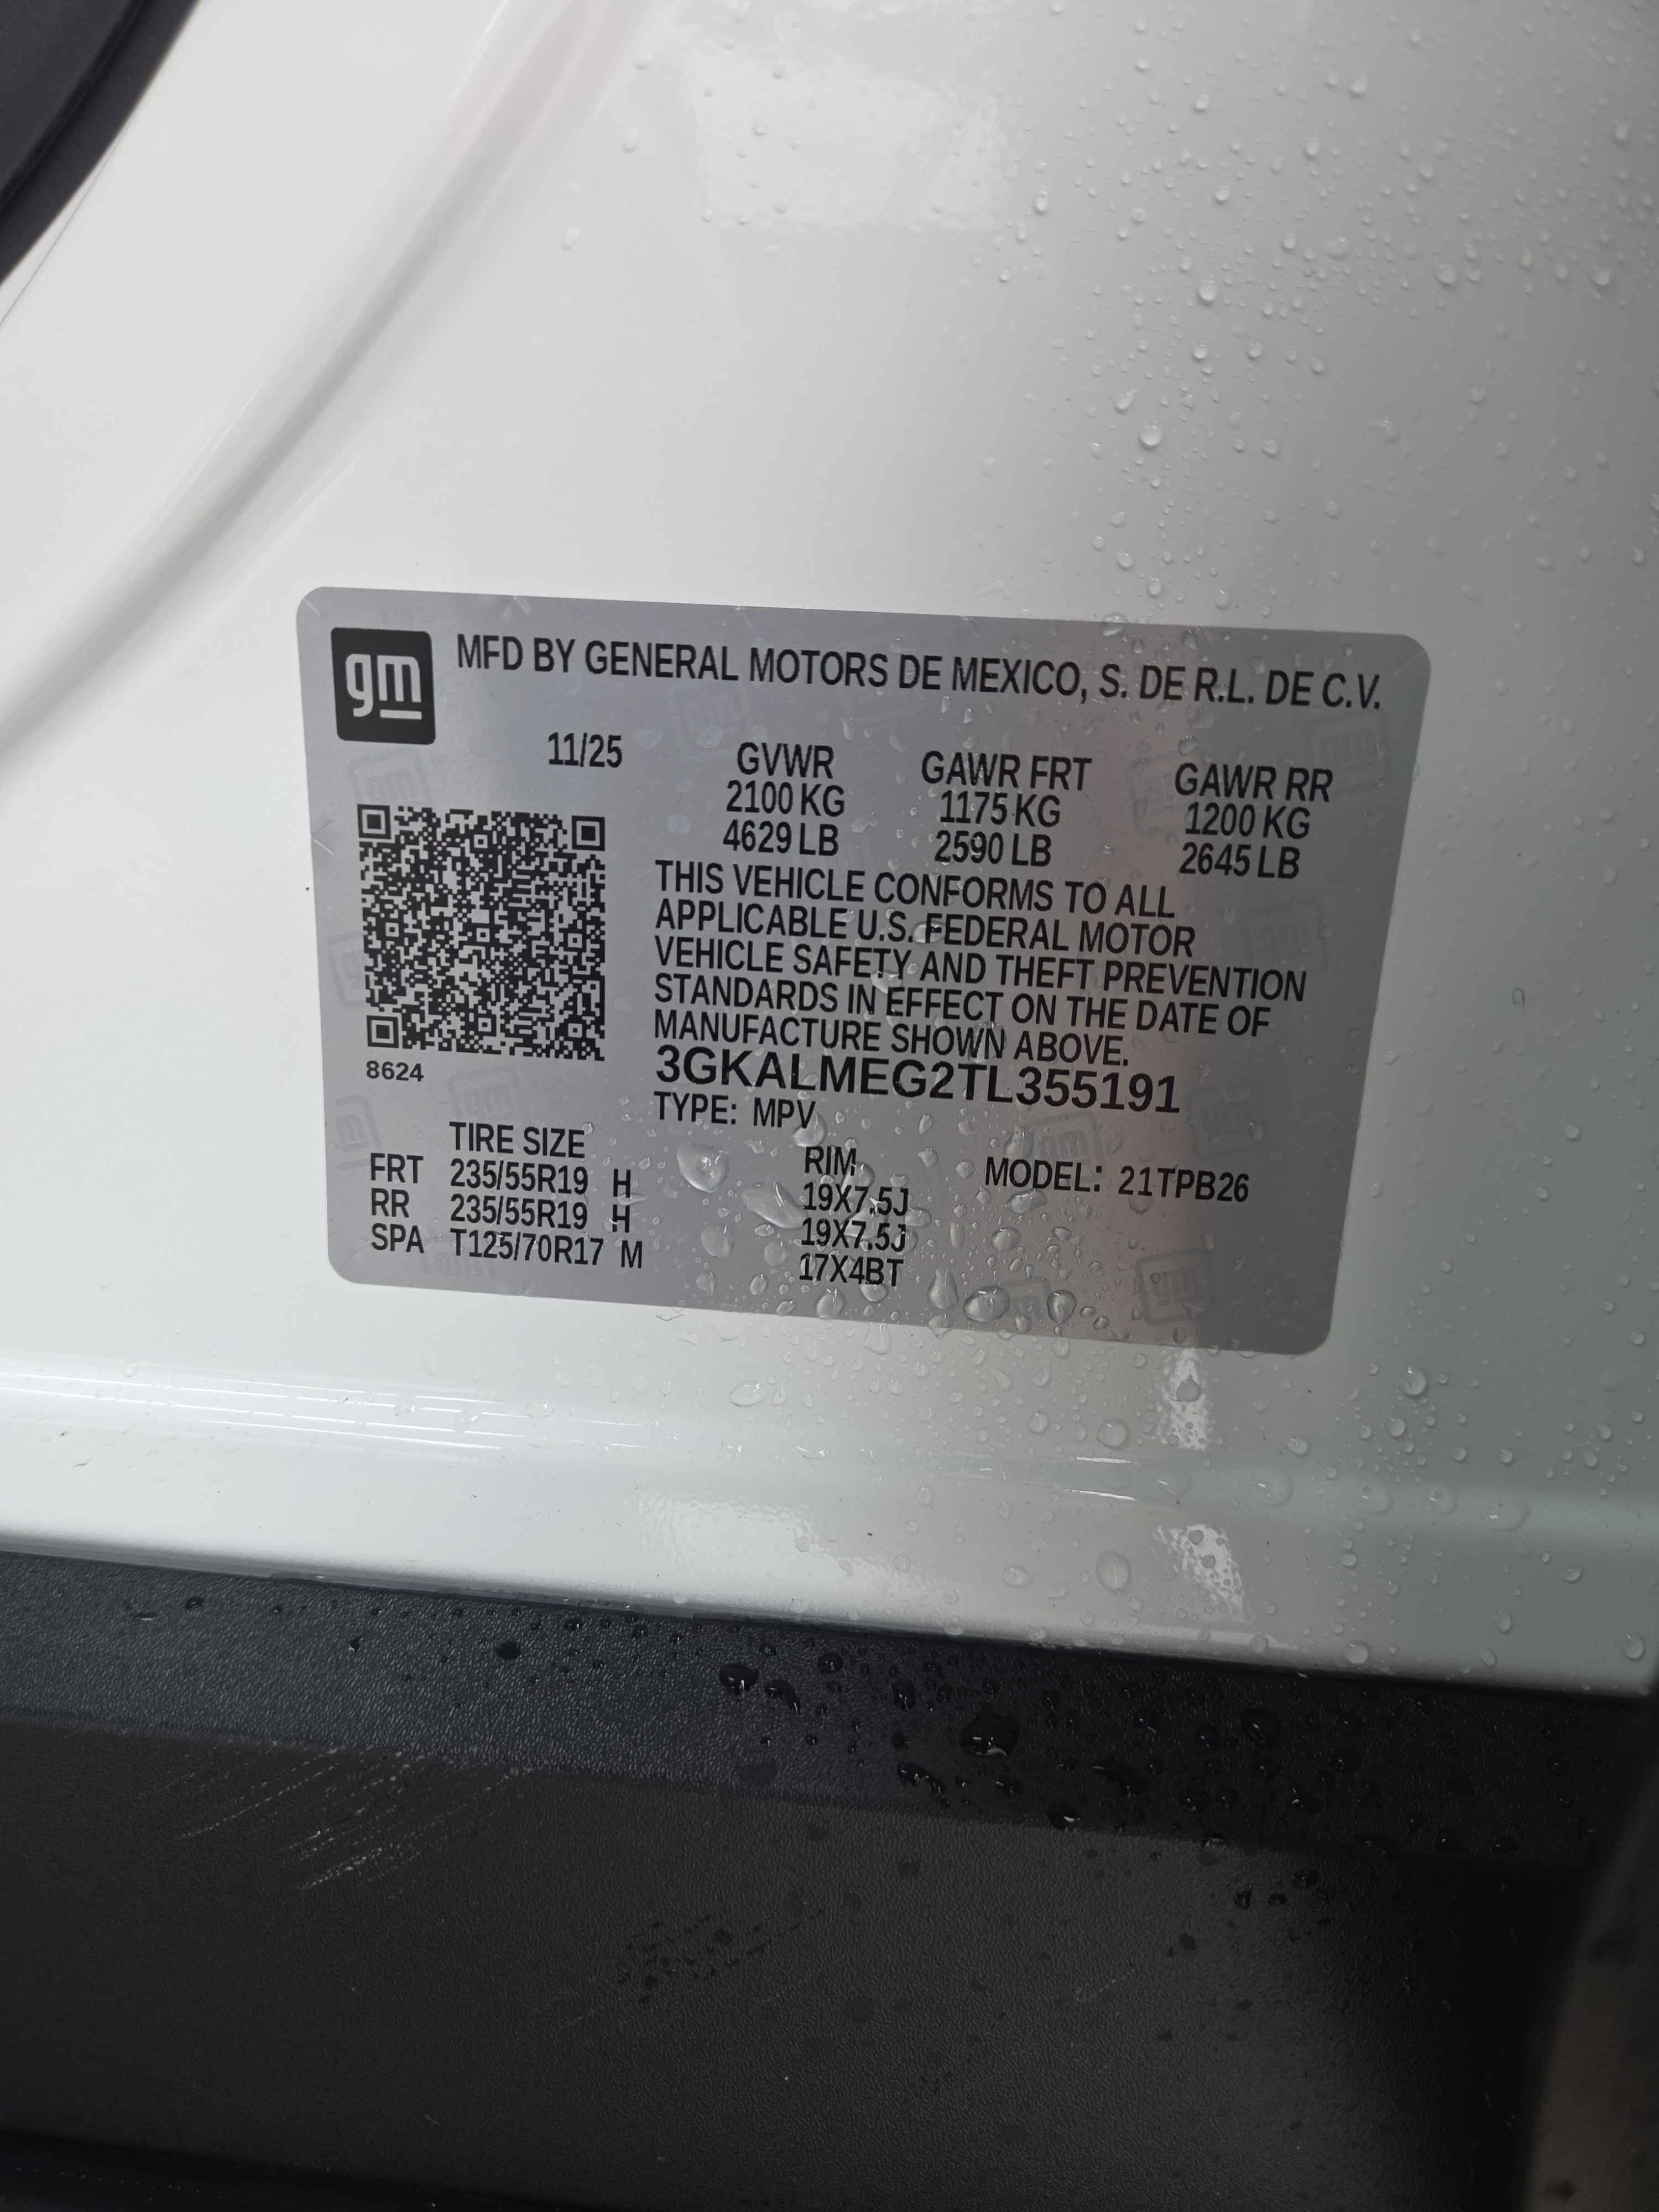 gm
MFD BY GENERAL MOTORS DE MEXICO, S. DE R.L. DE C.V.
11/25 GVWR GAWR FRT GAWR RR
2100 KG 1175 KG 1200 KG
4629 LB 2590 LB 2645 LB
THIS VEHICLE CONFORMS TO ALL
APPLICABLE U.S. FEDERAL MOTOR
VEHICLE SAFETY AND THEFT PREVENTION
STANDARDS IN EFFECT ON THE DATE OF
MANUFACTURE SHOWN ABOVE.
8624
3GKALMEG2TL355191
TYPE: MPV
TIRE SIZE RIM MODEL: 21TPB26
FRT 235/55R19 H 19X7.5J
RR 235/55R19 H 19X7.5J
SPA T125/70R17 M 17X4BT